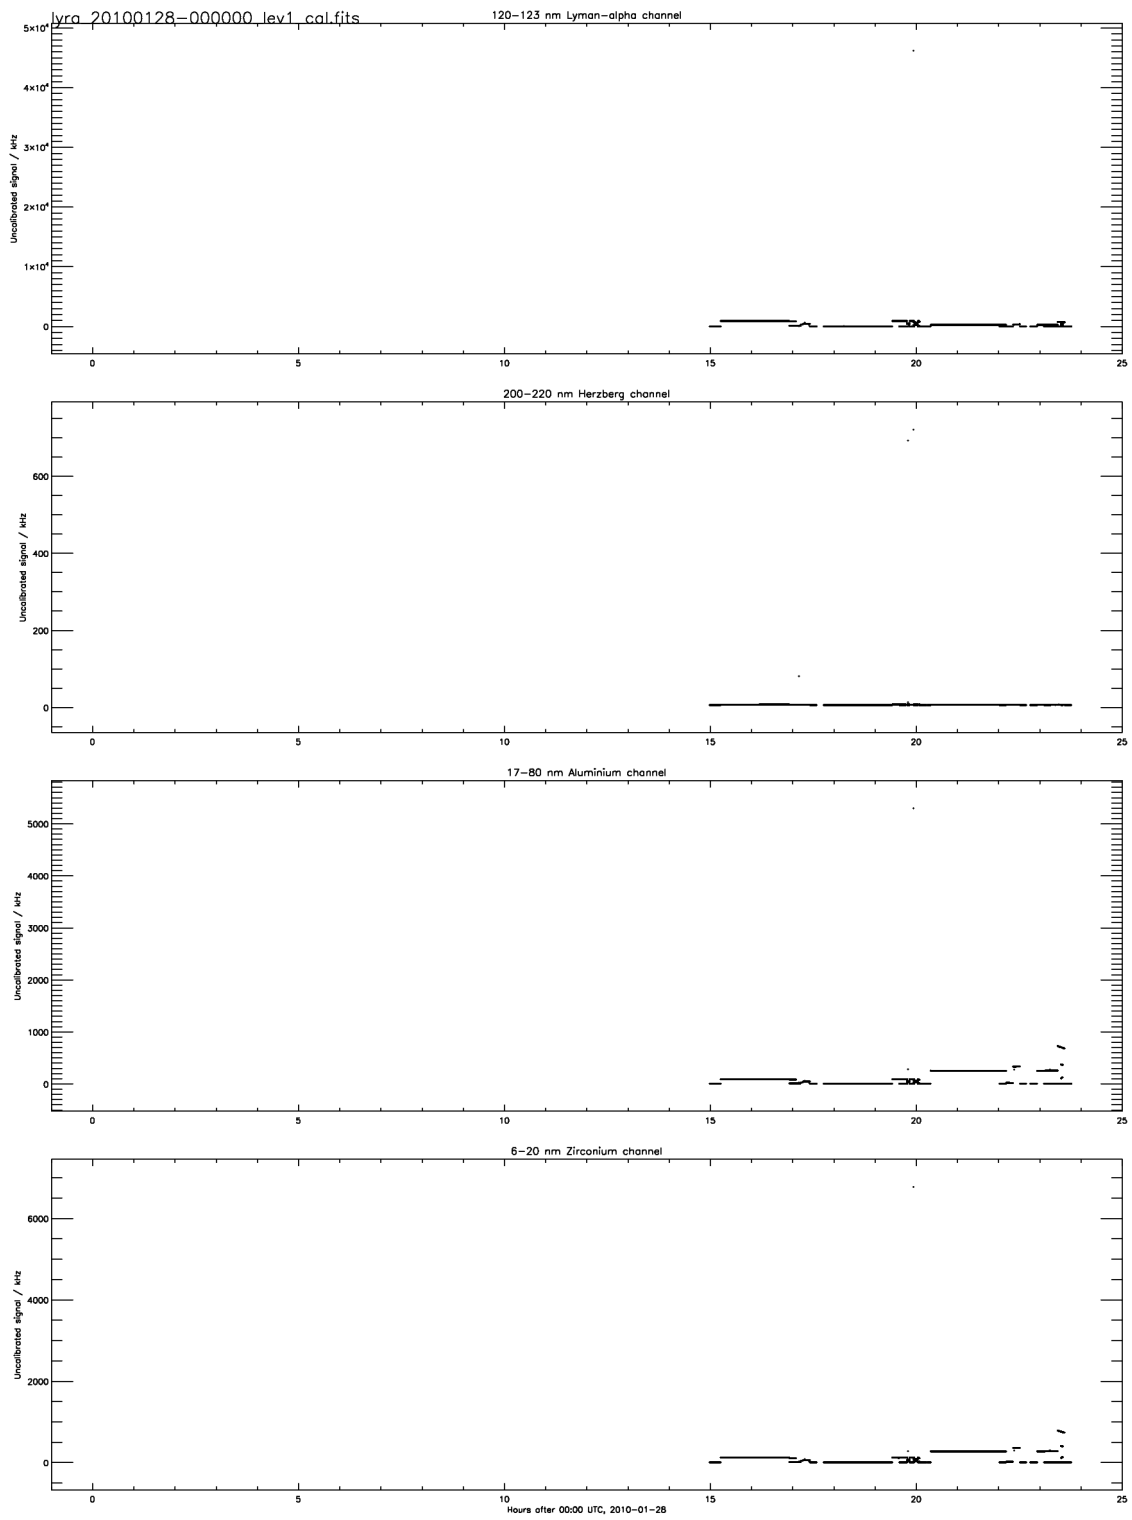 lyra_20100128-000000_lev1_cal.fits
120-123 nm Lyman-alpha channel
5×10⁴
4×10⁴
3×10⁴
2×10⁴
1×10⁴
0
Uncalibrated signal / kHz
0 5 10 15 20 25
200-220 nm Herzberg channel
600
400
200
0
Uncalibrated signal / kHz
0 5 10 15 20 25
17-80 nm Aluminium channel
5000
4000
3000
2000
1000
0
Uncalibrated signal / kHz
0 5 10 15 20 25
6-20 nm Zirconium channel
6000
4000
2000
0
Uncalibrated signal / kHz
0 5 10 15 20 25
Hours after 00:00 UTC, 2010-01-28